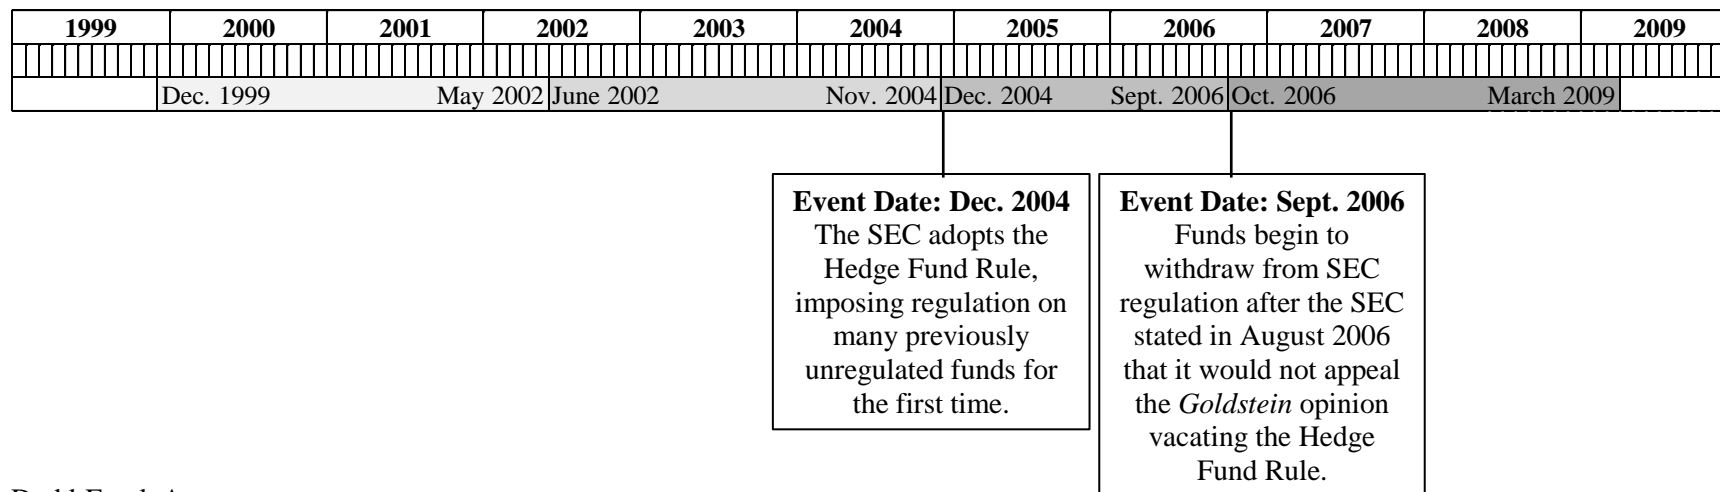 1999 2000 2001 2002 2003 2004 2005 2006 2007 2008 2009
Dec. 1999 May 2002 June 2002 Nov. 2004 Dec. 2004 Sept. 2006 Oct. 2006 March 2009
Event Date: Dec. 2004
The SEC adopts the
Hedge Fund Rule,
imposing regulation on
many previously
unregulated funds for
the first time.
Event Date: Sept. 2006
Funds begin to
withdraw from SEC
regulation after the SEC
stated in August 2006
that it would not appeal
the Goldstein opinion
vacating the Hedge
Fund Rule.